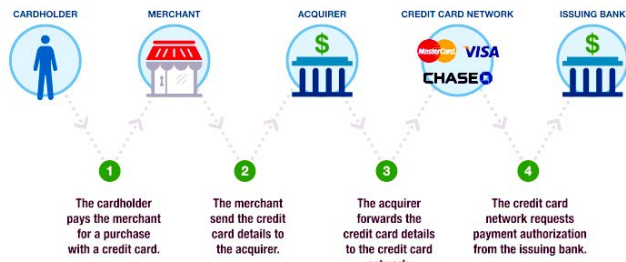 CARDHOLDER
MERCHANT
ACQUIRER
CREDIT CARD NETWORK
ISSUING BANK
$
MasterCard
VISA
CHASE
$
1
2
3
4
The cardholder
pays the merchant
for a purchase
with a credit card.
The merchant
send the credit
card details to
the acquirer.
The acquirer
forwards the
credit card details
to the credit card
network
The credit card
network requests
payment authorization
from the issuing bank.